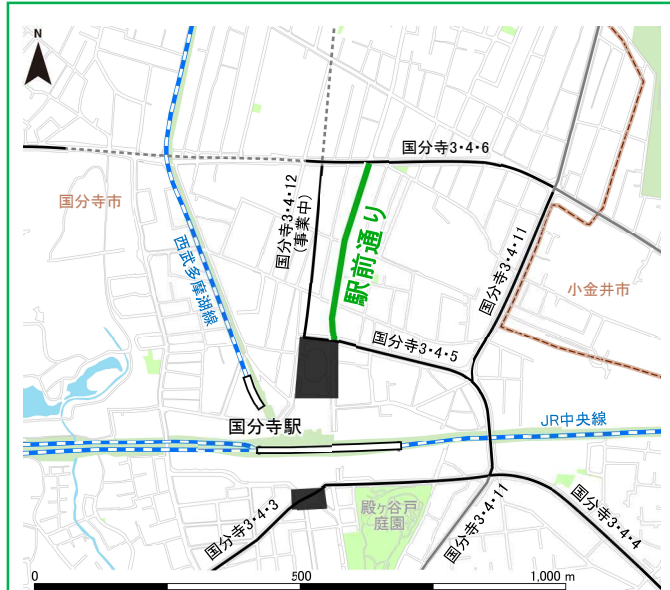 N
国分寺3・4・6
国分寺市
国分寺3・4・12
(事業中)
駅前通り
国分寺3・4・11
小金井市
西武多摩湖線
国分寺3・4・5
国分寺駅
JR中央線
殿ヶ谷戸
庭園
国分寺3・4・3
国分寺3・4・11
国分寺3・4・4
0
500
1,000 m